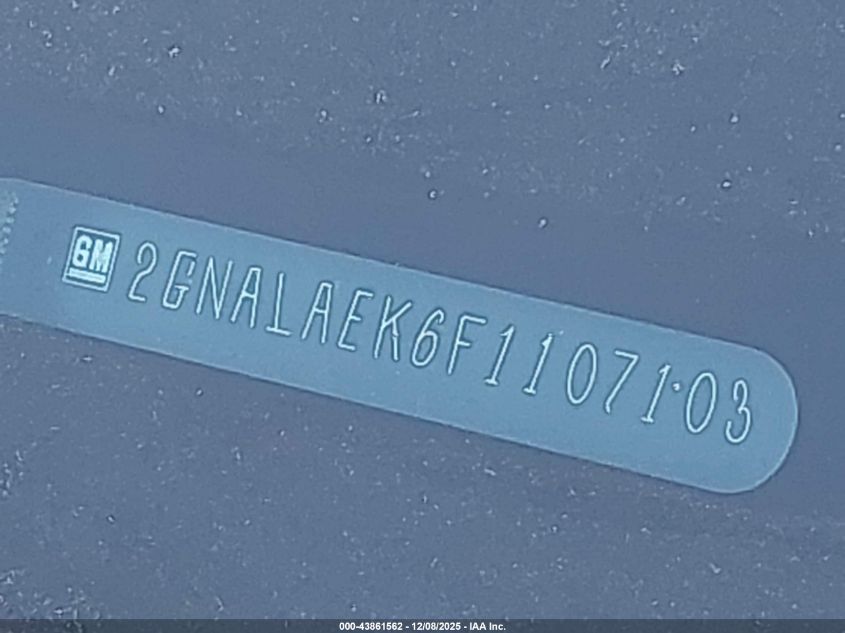 GM 2GNALAEK6F1107103
000-43861562 - 12/08/2025 - IAA Inc.